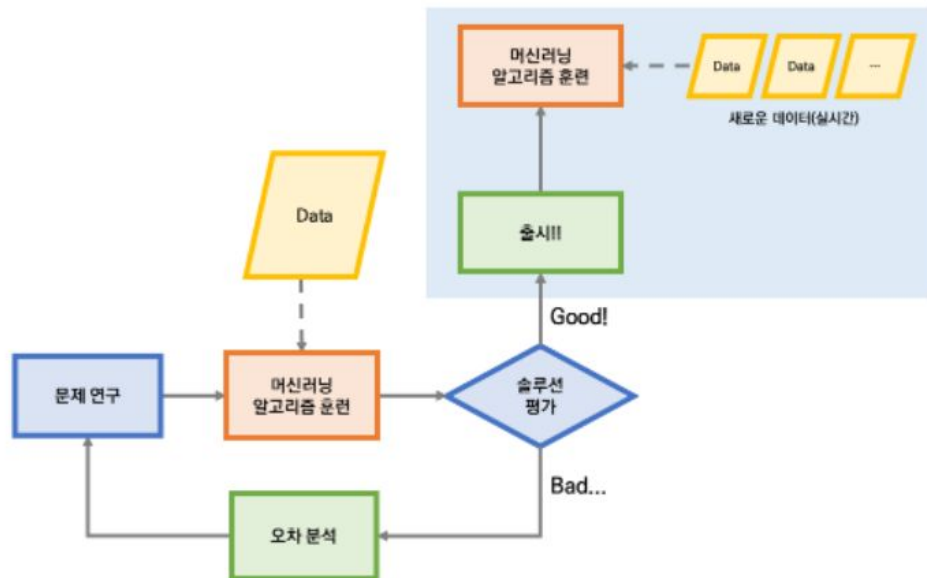 머신러닝
알고리즘 훈련
Data
Data
...
새로운 데이터(실시간)
출시!!
Data
Good!
문제 연구
머신러닝
알고리즘 훈련
솔루션
평가
Bad...
오차 분석